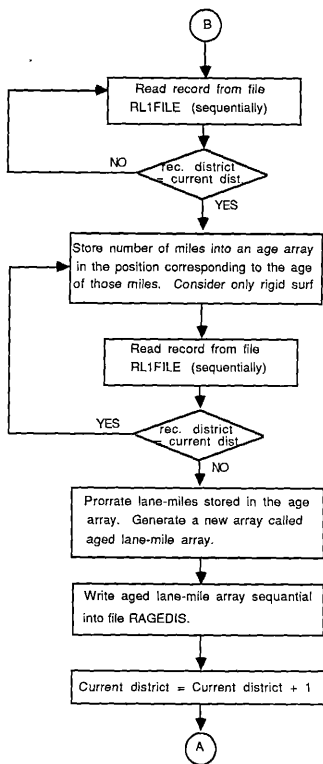 B
Read record from file
RL1FILE (sequentially)
NO
rec. district
= current dist
YES
Store number of miles into an age array
in the position corresponding to the age
of those miles. Consider only rigid surf
Read record from file
RL1FILE (sequentially)
YES
rec. district
= current dist
NO
Prorrate lane-miles stored in the age
array. Generate a new array called
aged lane-mile array.
Write aged lane-mile array sequantial
into file RAGEDIS.
Current district = Current district + 1
A